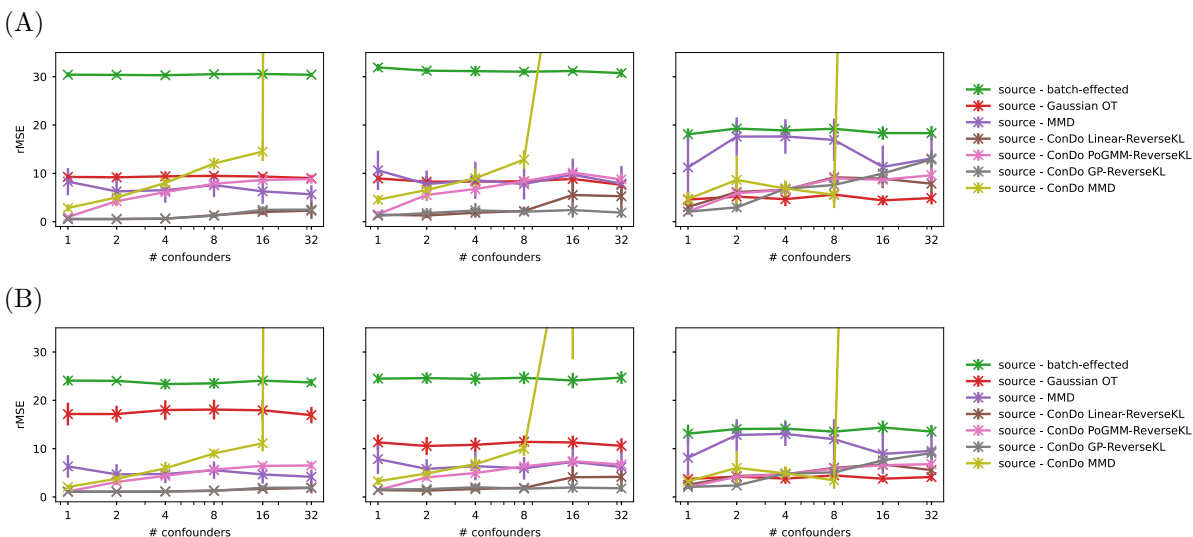 (A)
30
20
10
0
rMSE
1 2 4 8 16 32
# confounders
1 2 4 8 16 32
# confounders
1 2 4 8 16 32
# confounders
source - batch-effected
source - Gaussian OT
source - MMD
source - ConDo Linear-ReverseKL
source - ConDo PoGMM-ReverseKL
source - ConDo GP-ReverseKL
source - ConDo MMD
(B)
30
20
10
0
rMSE
1 2 4 8 16 32
# confounders
1 2 4 8 16 32
# confounders
1 2 4 8 16 32
# confounders
source - batch-effected
source - Gaussian OT
source - MMD
source - ConDo Linear-ReverseKL
source - ConDo PoGMM-ReverseKL
source - ConDo GP-ReverseKL
source - ConDo MMD